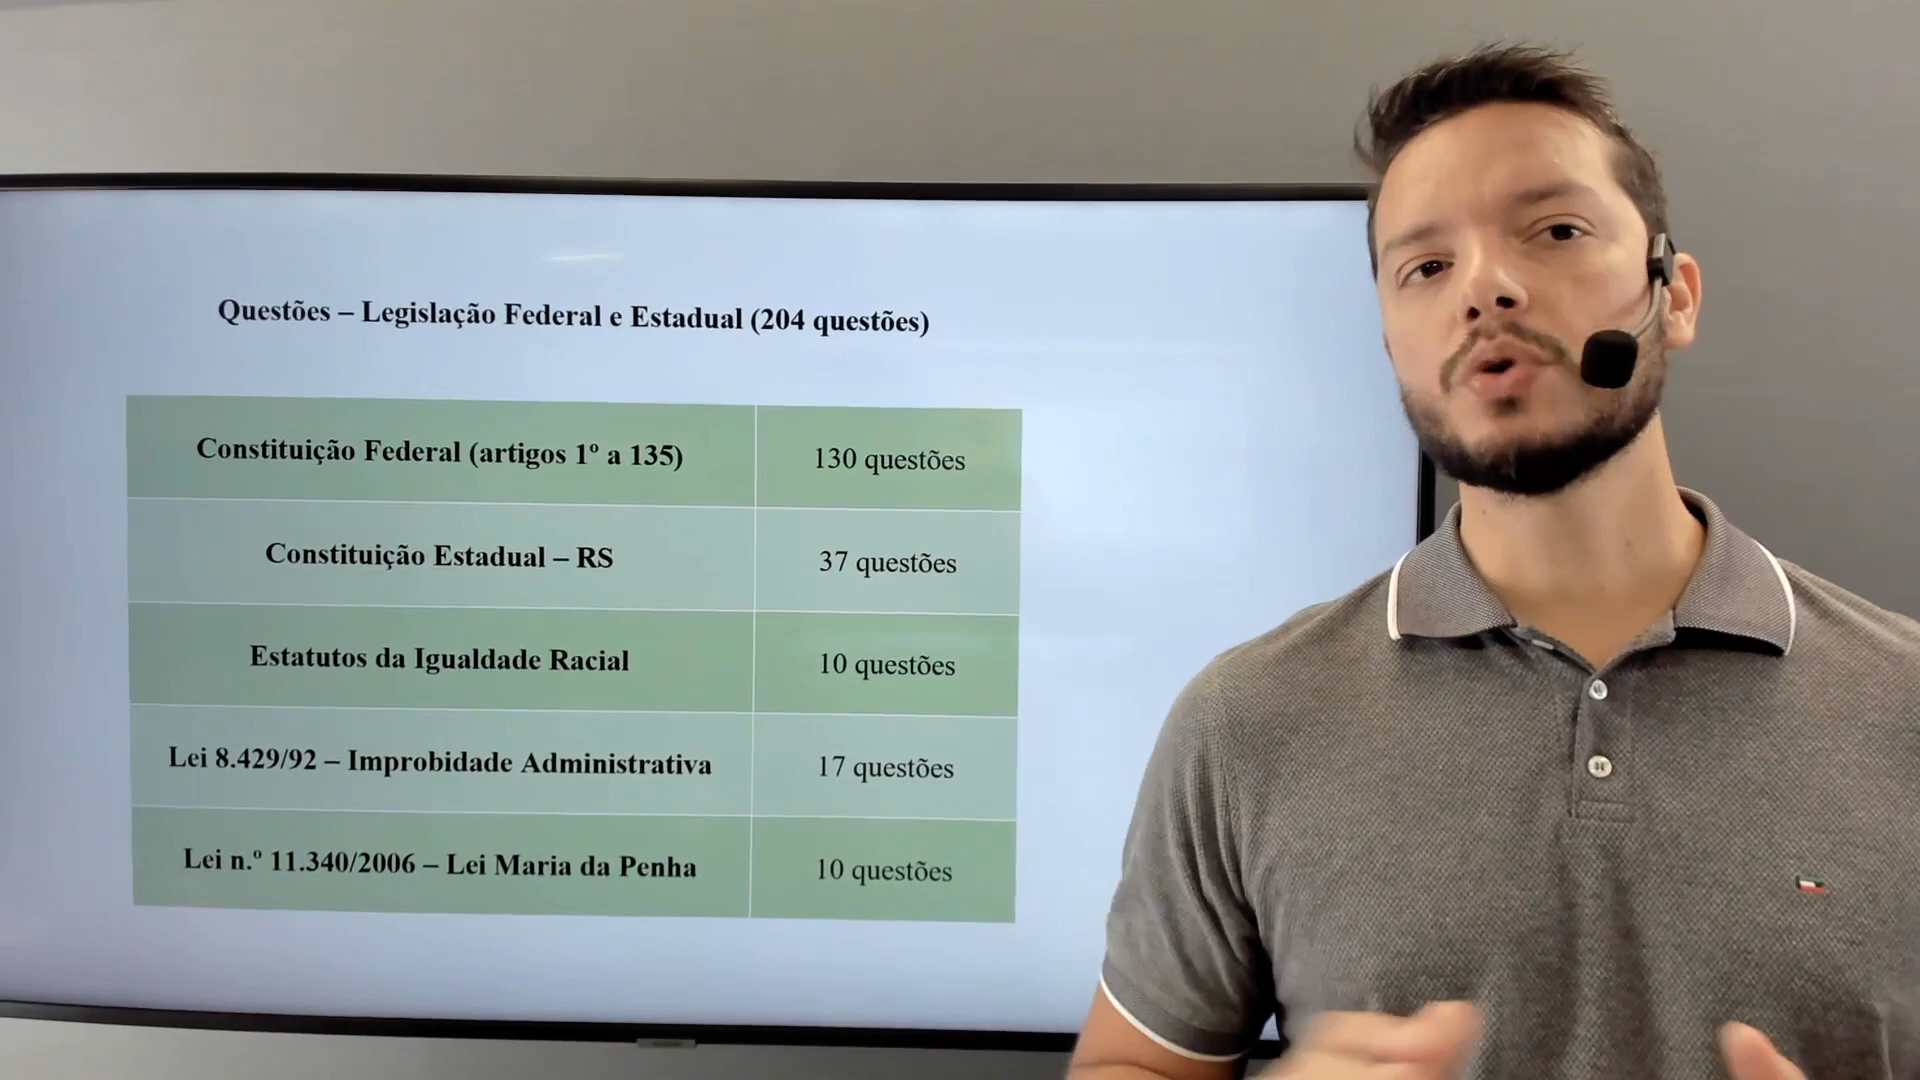 Questões – Legislação Federal e Estadual (204 questões)
Constituição Federal (artigos 1º a 135) 130 questões
Constituição Estadual – RS 37 questões
Estatutos da Igualdade Racial 10 questões
Lei 8.429/92 – Improbidade Administrativa 17 questões
Lei n.º 11.340/2006 – Lei Maria da Penha 10 questões